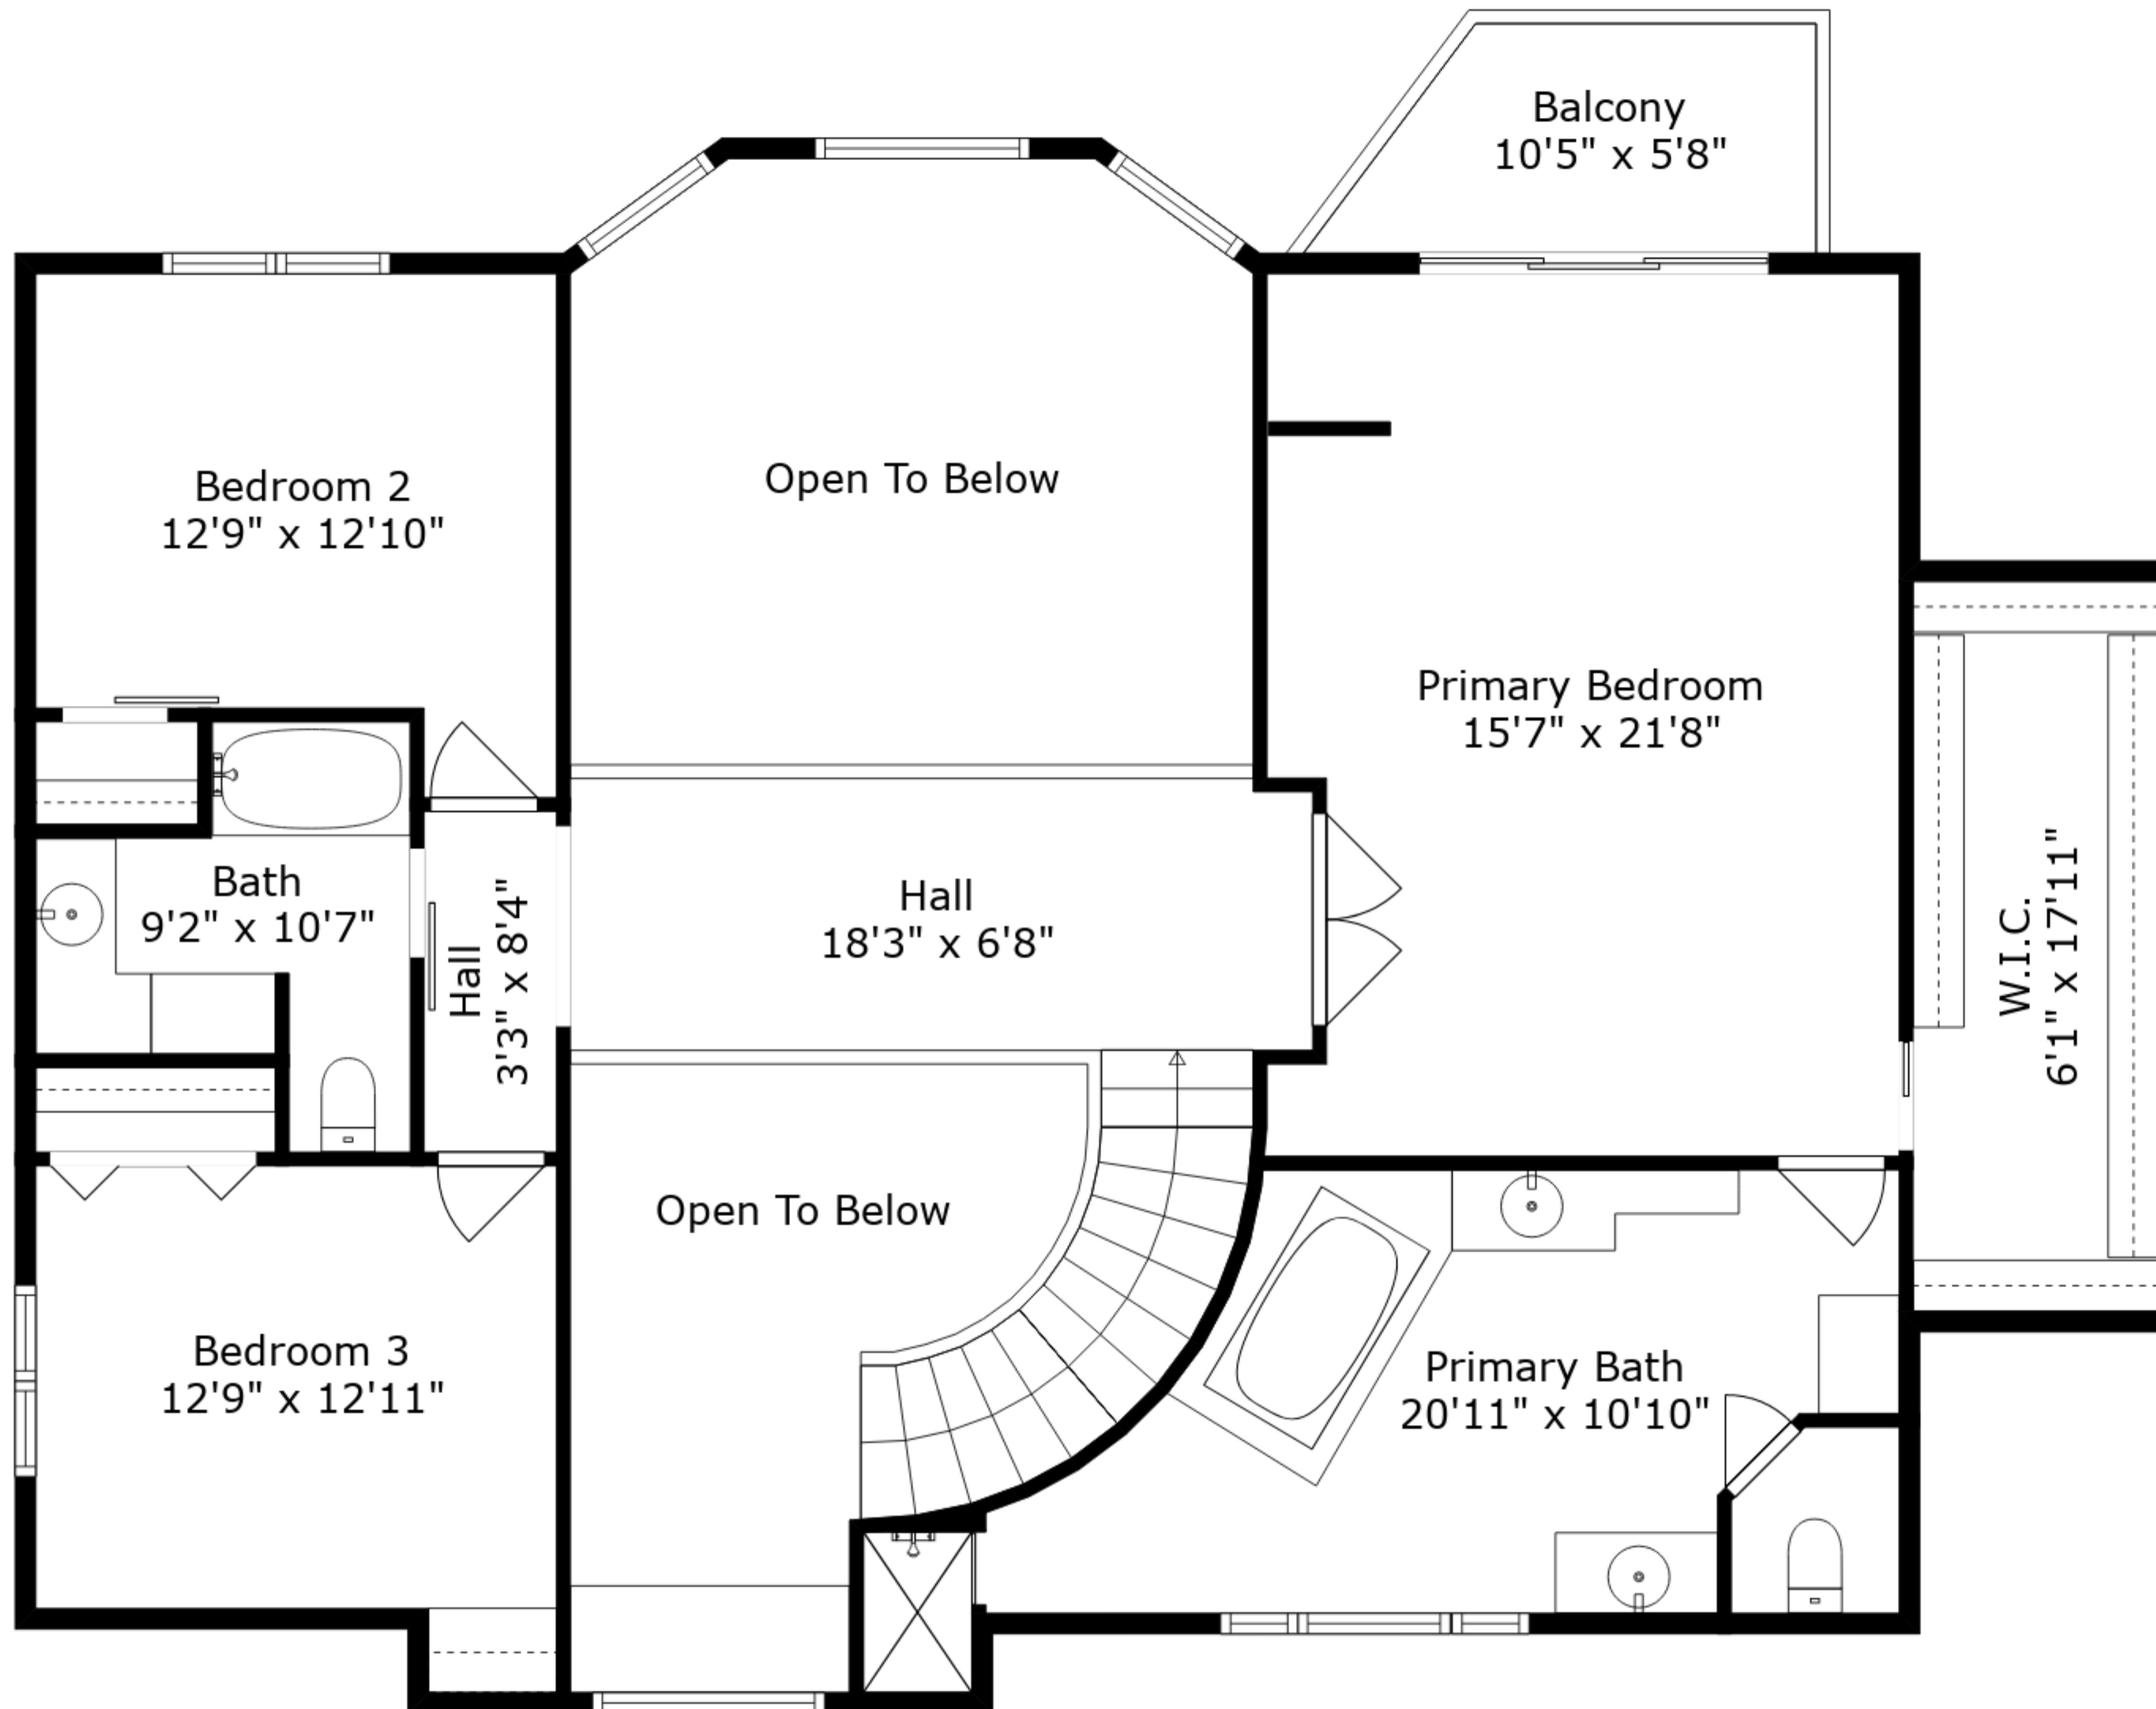 Balcony
10'5" x 5'8"
Bedroom 2
12'9" x 12'10"
Open To Below
Primary Bedroom
15'7" x 21'8"
Bath
9'2" x 10'7"
Hall
3'3" x 8'4"
Hall
18'3" x 6'8"
W.I.C.
6'1" x 17'11"
Open To Below
Bedroom 3
12'9" x 12'11"
Primary Bath
20'11" x 10'10"